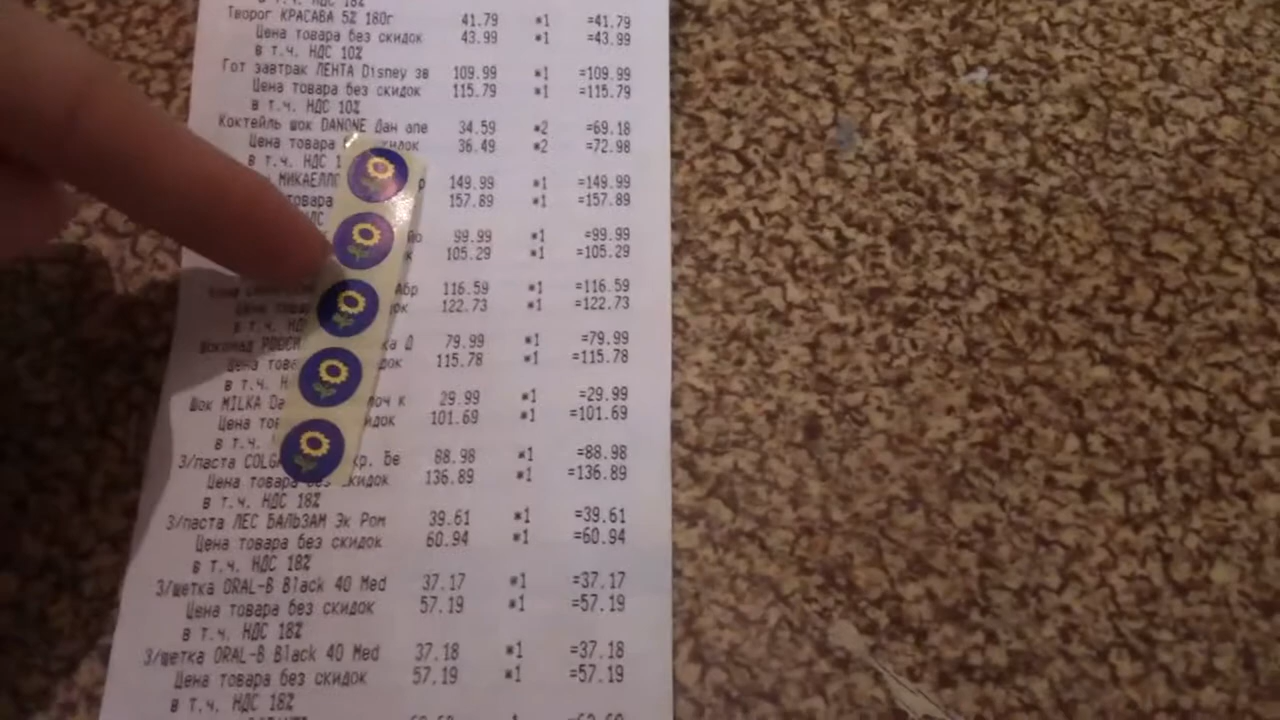 Творог КРАСАВА 5% 180г 41.79 *1 =41.79
Цена товара без скидок 43.99 *1 =43.99
в т.ч. НДС 10%
Гот завтрак ЛЕНТА Disney зв 109.99 *1 =109.99
Цена товара без скидок 115.79 *1 =115.79
в т.ч. НДС 10%
Коктейль шок DANONE Дан апе 34.59 *2 =69.18
Цена товара 36.49 *2 =72.98
в т.ч. НДС
149.99 *1 =149.99
товара 157.89 *1 =157.89
НДС
99.99 *1 =99.99
105.29 *1 =105.29
116.59 *1 =116.59
122.73 *1 =122.73
в т.ч.
79.99 *1 =79.99
115.78 *1 =115.78
в т.ч.
Шок MILKA 29.99 *1 =29.99
Цена 101.69 *1 =101.69
в т.ч.
З/паста кр. Бе 88.98 *1 =88.98
Цена товара 136.89 *1 =136.89
в т.ч. НДС 18%
З/паста ЛЕС БАЛЬЗАМ Эк Ром 39.61 *1 =39.61
Цена товара без скидок 60.94 *1 =60.94
в т.ч. НДС 18%
З/щетка ORAL-B Black 40 Med 37.17 *1 =37.17
Цена товара без скидок 57.19 *1 =57.19
в т.ч. НДС 18%
З/щетка ORAL-B Black 40 Med 37.18 *1 =37.18
Цена товара без скидок 57.19 *1 =57.19
в т.ч. НДС 18%